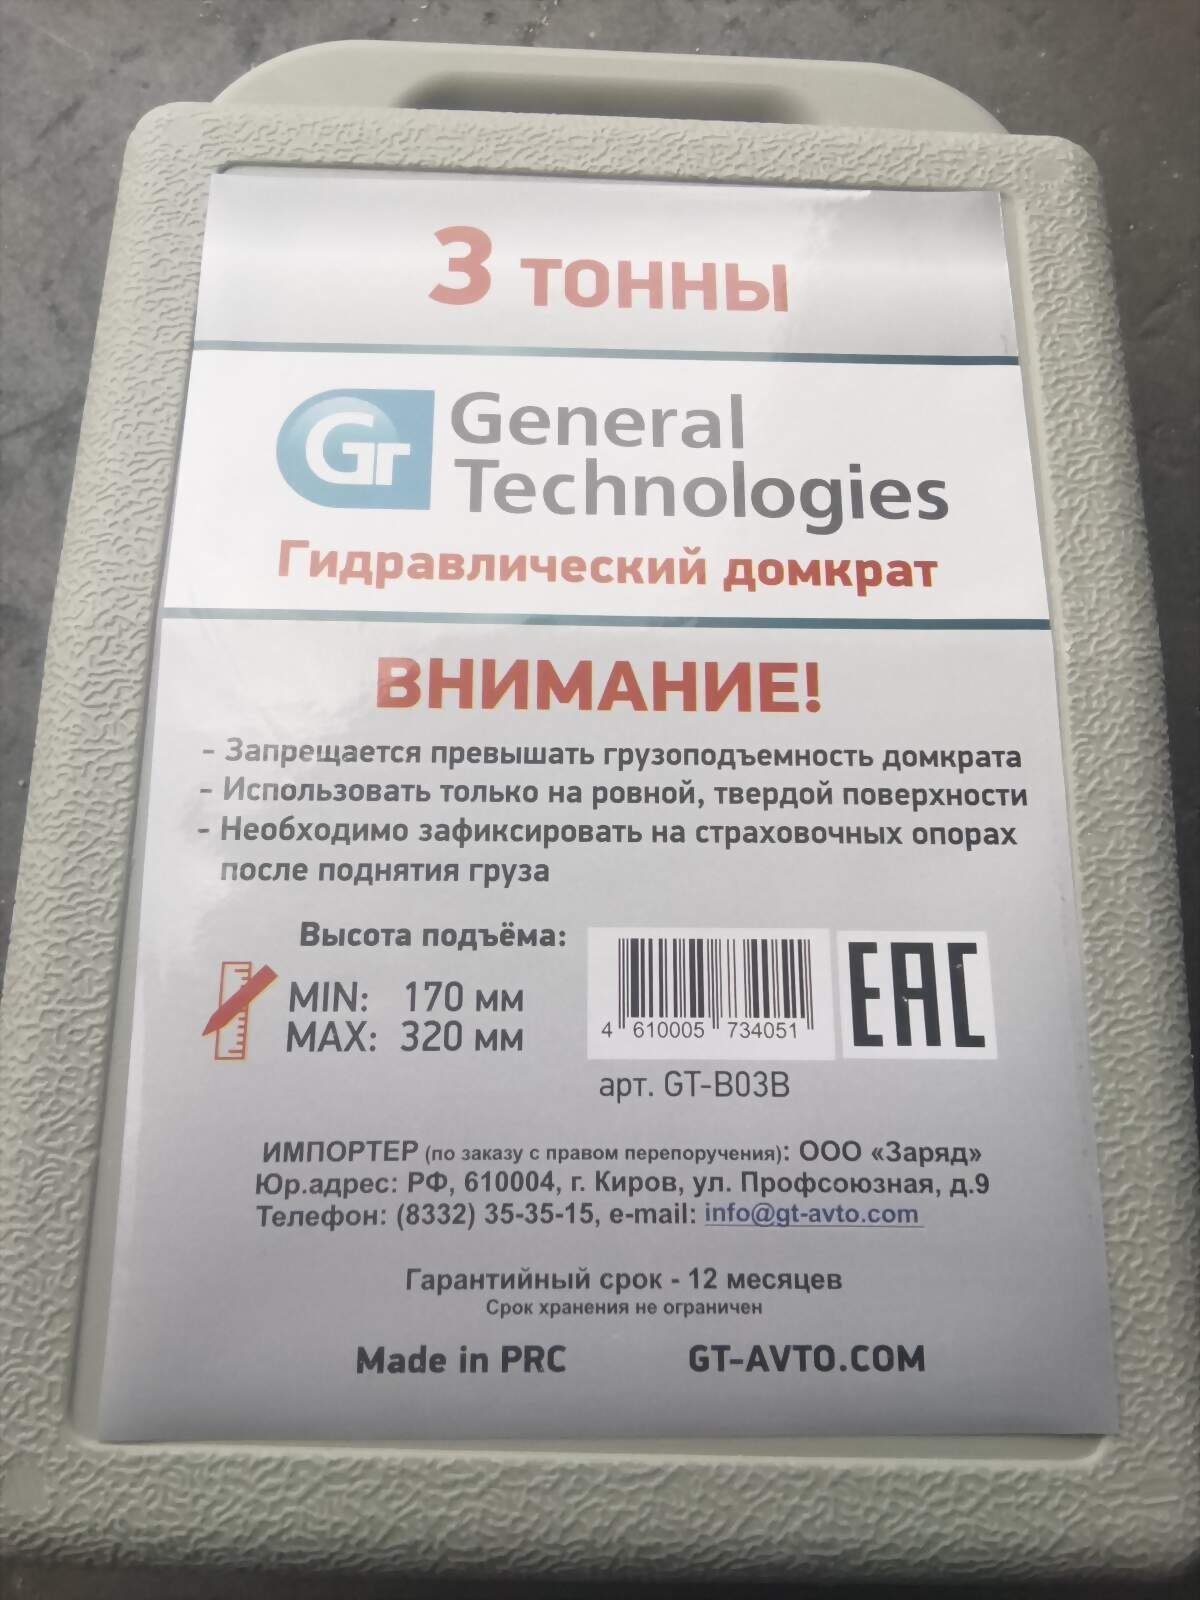 3 тонны
Gт General
Technologies
Гидравлический домкрат
ВНИМАНИЕ!
- Запрещается превышать грузоподъемность домкрата
- Использовать только на ровной, твердой поверхности
- Необходимо зафиксировать на страховочных опорах
после поднятия груза
Высота подъёма:
MIN: 170 мм
MAX: 320 мм
4 610005 734051
EAC
арт. GT-B03B
ИМПОРТЕР (по заказу с правом перепоручения): ООО «Заряд»
Юр.адрес: РФ, 610004, г. Киров, ул. Профсоюзная, д.9
Телефон: (8332) 35-35-15, e-mail: info@gt-avto.com
Гарантийный срок - 12 месяцев
Срок хранения не ограничен
Made in PRC GT-AVTO.COM